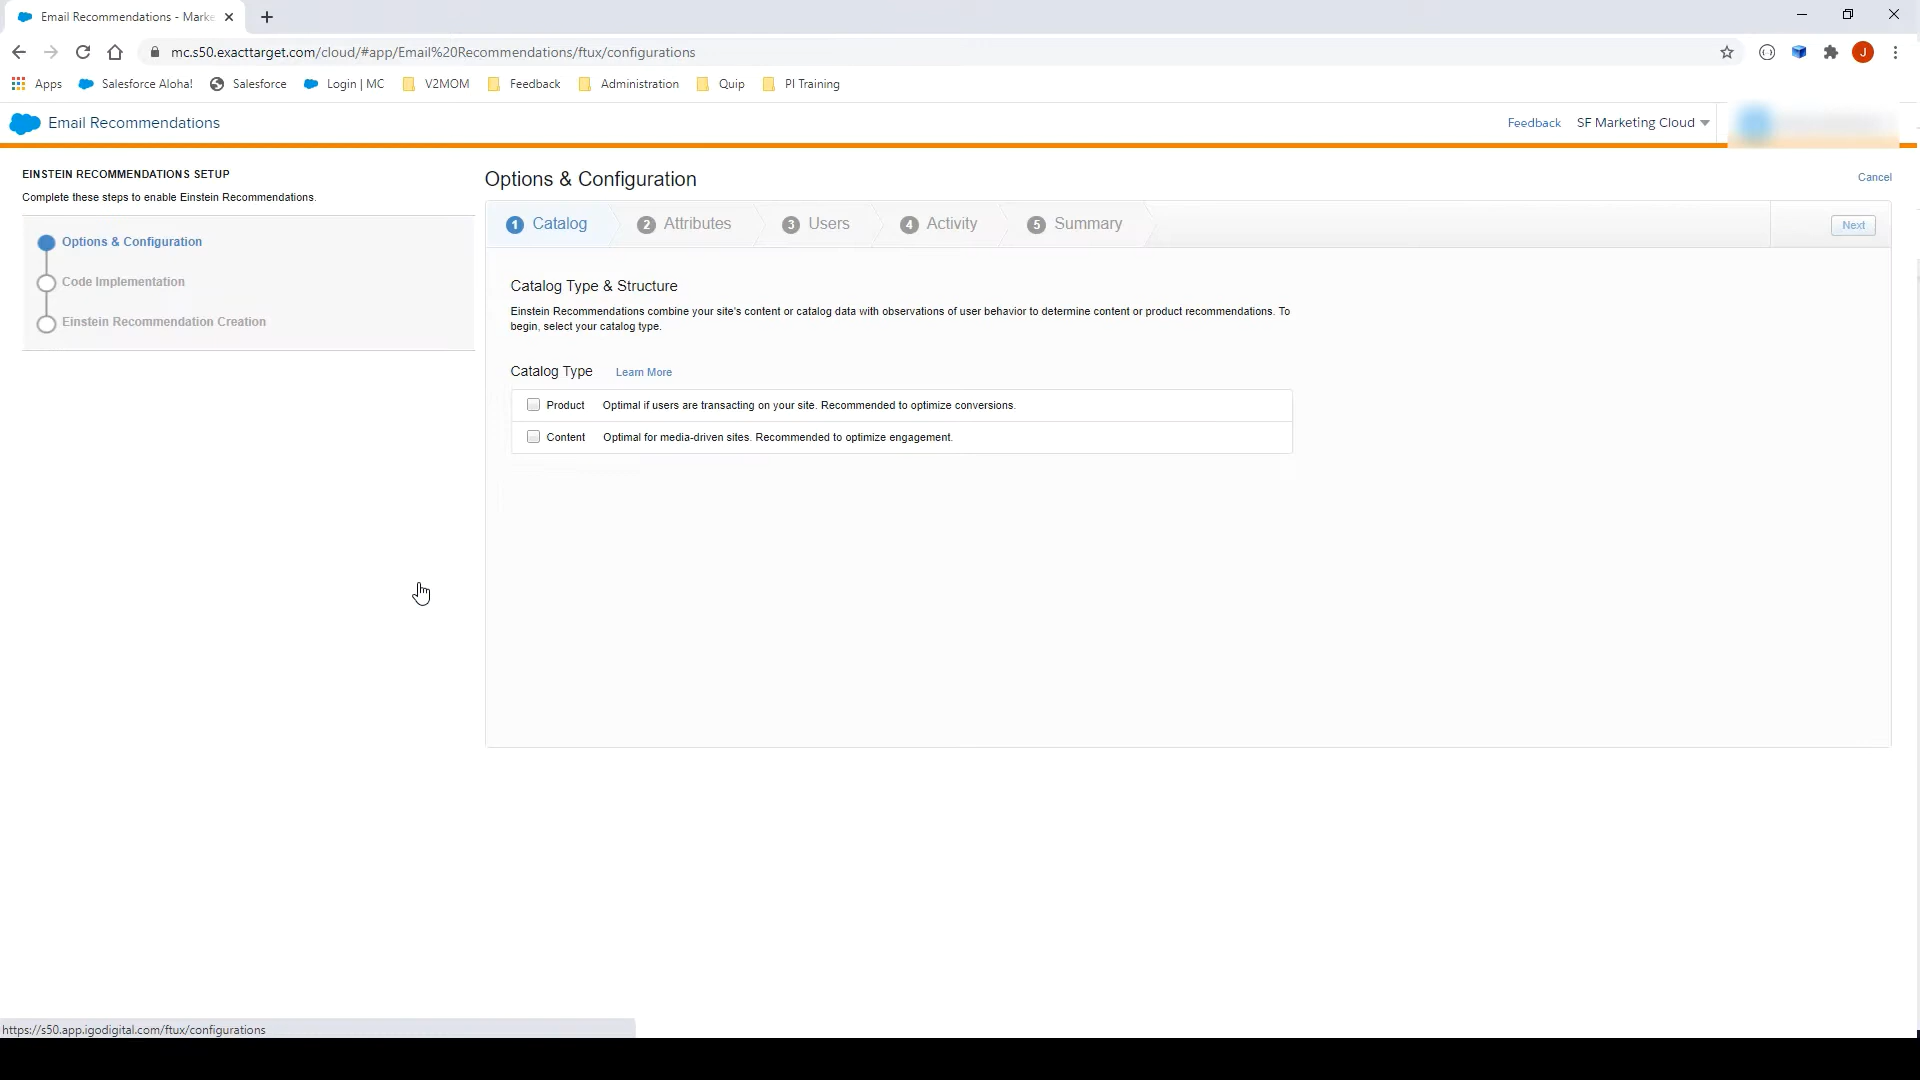 Email Recommendations - Marke
mc.s50.exacttarget.com/cloud/#app/Email%20Recommendations/ftux/configurations
J
Apps Salesforce Aloha! Salesforce Login | MC V2MOM Feedback Administration Quip PI Training
Email Recommendations
Feedback SF Marketing Cloud
EINSTEIN RECOMMENDATIONS SETUP
Complete these steps to enable Einstein Recommendations.
Options & Configuration
Code Implementation
Einstein Recommendation Creation
Options & Configuration
Cancel
1 Catalog 2 Attributes 3 Users 4 Activity 5 Summary
Next
Catalog Type & Structure
Einstein Recommendations combine your site's content or catalog data with observations of user behavior to determine content or product recommendations. To
begin, select your catalog type.
Catalog Type Learn More
Product Optimal if users are transacting on your site. Recommended to optimize conversions.
Content Optimal for media-driven sites. Recommended to optimize engagement.
https://s50.app.igodigital.com/ftux/configurations